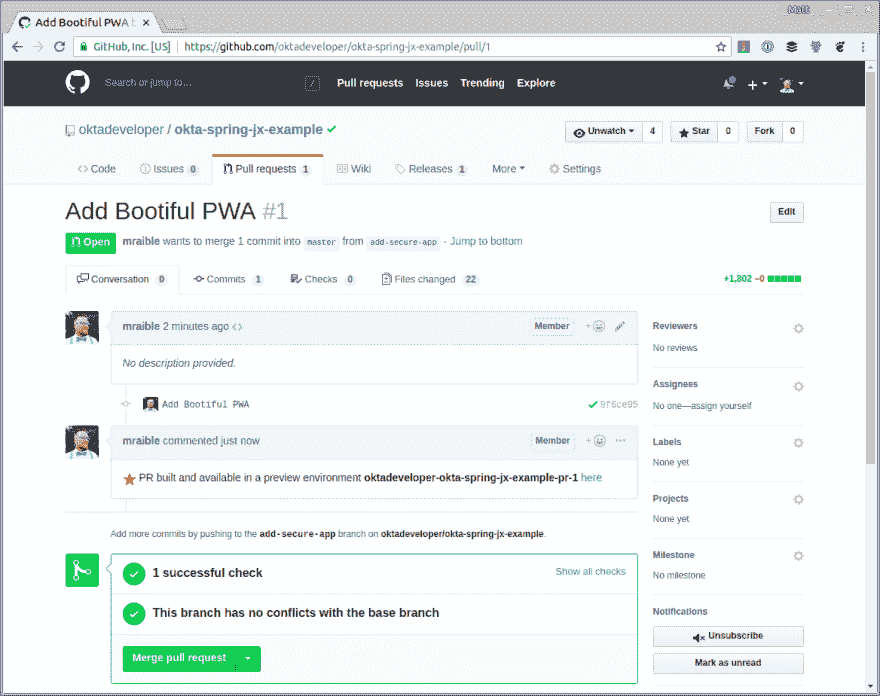 Matt
Add Bootiful PWA b
GitHub, Inc. [US] https://github.com/oktadeveloper/okta-spring-jx-example/pull/1
Search or jump to... / Pull requests Issues Trending Explore
oktadeveloper / okta-spring-jx-example Unwatch 4 Star 0 Fork 0
Code Issues 0 Pull requests 1 Wiki Releases 1 More Settings
Add Bootiful PWA #1 Edit
Open mraible wants to merge 1 commit into master from add-secure-app · Jump to bottom
Conversation 0 Commits 1 Checks 0 Files changed 22 +1,802 −0
mraible 2 minutes ago Member
No description provided.
Add Bootiful PWA 9f6ce95
mraible commented just now Member
PR built and available in a preview environment oktadeveloper-okta-spring-jx-example-pr-1 here
Add more commits by pushing to the add-secure-app branch on oktadeveloper/okta-spring-jx-example.
1 successful check Show all checks
This branch has no conflicts with the base branch
Merge pull request
Reviewers
No reviews
Assignees
No one—assign yourself
Labels
None yet
Projects
None yet
Milestone
No milestone
Notifications
Unsubscribe
Mark as unread